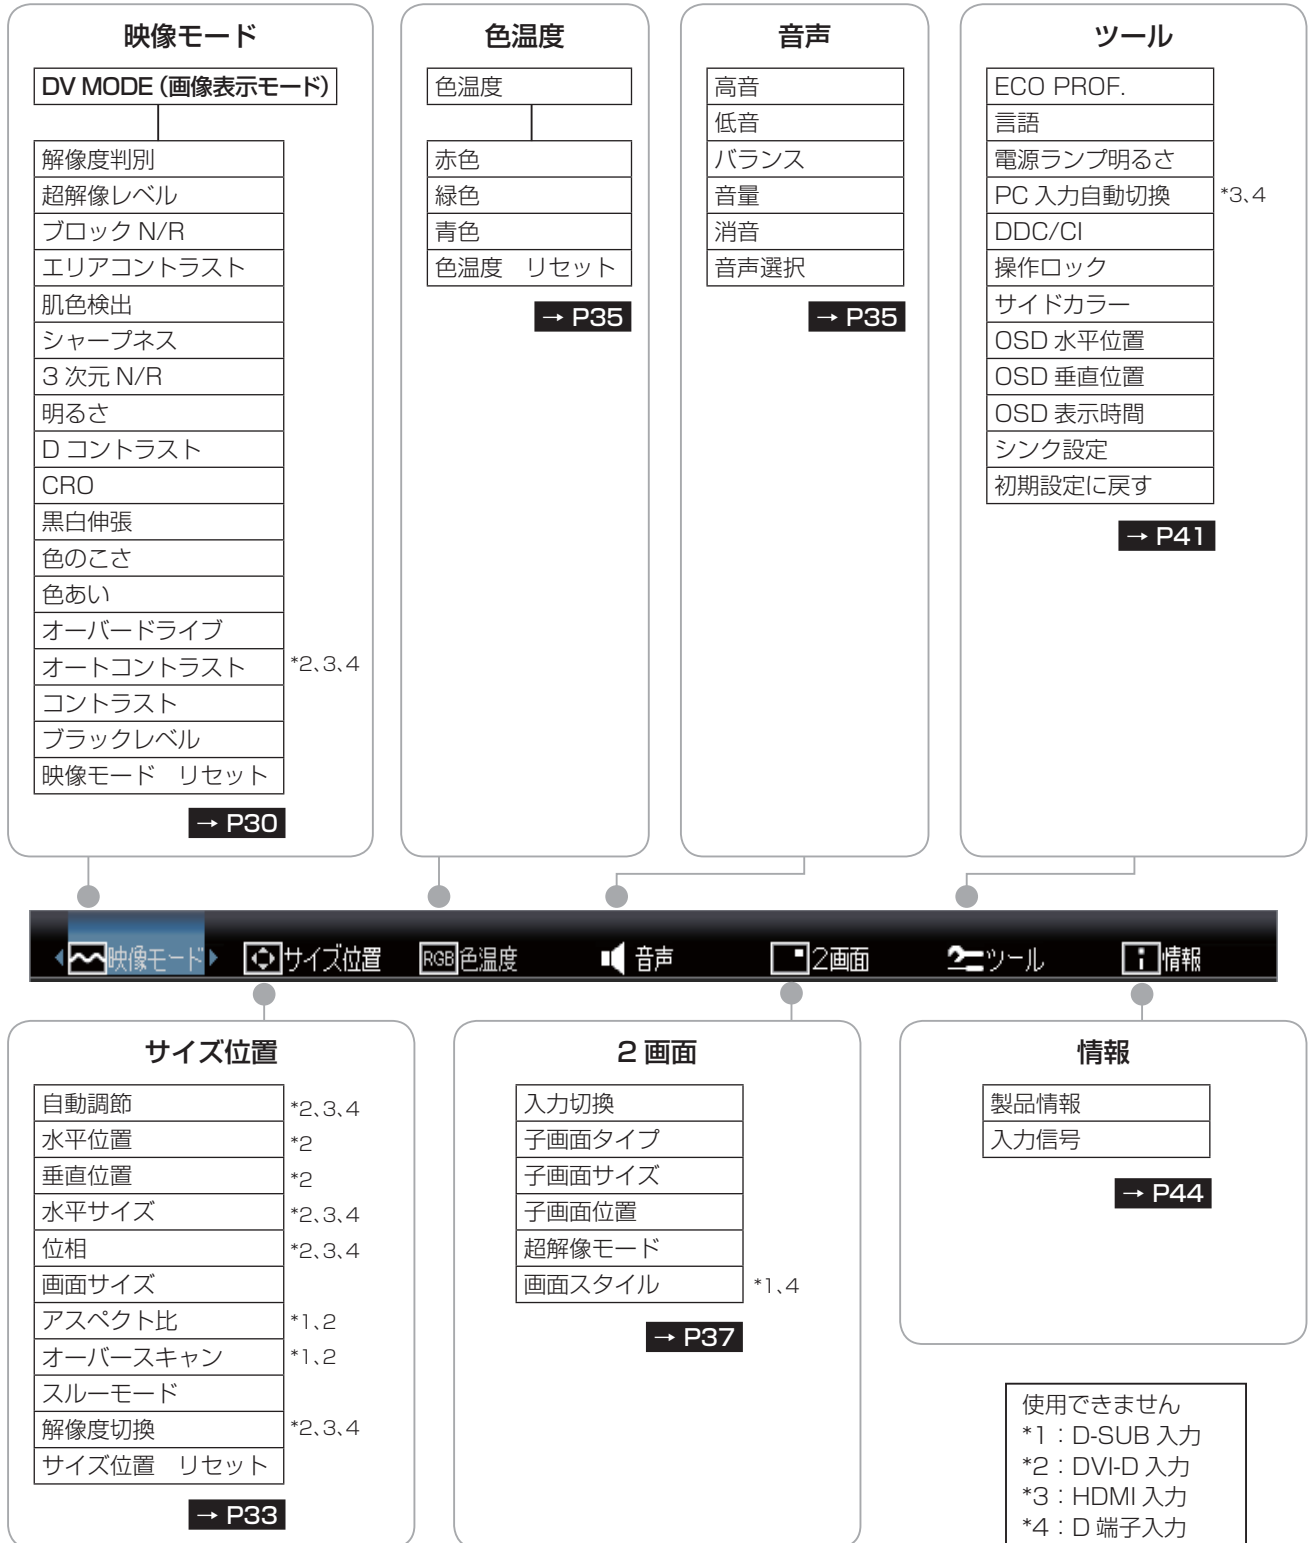 映像モード
DV MODE（画像表示モード）
解像度判別
超解像レベル
ブロック N/R
エリアコントラスト
肌色検出
シャープネス
3 次元 N/R
明るさ
D コントラスト
CRO
黒白伸張
色のこさ
色あい
オーバードライブ
オートコントラスト *2、3、4
コントラスト
ブラックレベル
映像モード　リセット
→ P30
色温度
色温度
赤色
緑色
青色
色温度　リセット
→ P35
音声
高音
低音
バランス
音量
消音
音声選択
→ P35
ツール
ECO PROF.
言語
電源ランプ明るさ
PC 入力自動切換 *3、4
DDC/CI
操作ロック
サイドカラー
OSD 水平位置
OSD 垂直位置
OSD 表示時間
シンク設定
初期設定に戻す
→ P41
映像モード サイズ位置 RGB 色温度 音声 2画面 ツール i 情報
サイズ位置
自動調節 *2、3、4
水平位置 *2
垂直位置 *2
水平サイズ *2、3、4
位相 *2、3、4
画面サイズ
アスペクト比 *1、2
オーバースキャン *1、2
スルーモード
解像度切換 *2、3、4
サイズ位置　リセット
→ P33
2 画面
入力切換
子画面タイプ
子画面サイズ
子画面位置
超解像モード
画面スタイル *1、4
→ P37
情報
製品情報
入力信号
→ P44
使用できません
*1：D-SUB 入力
*2：DVI-D 入力
*3：HDMI 入力
*4：D 端子入力